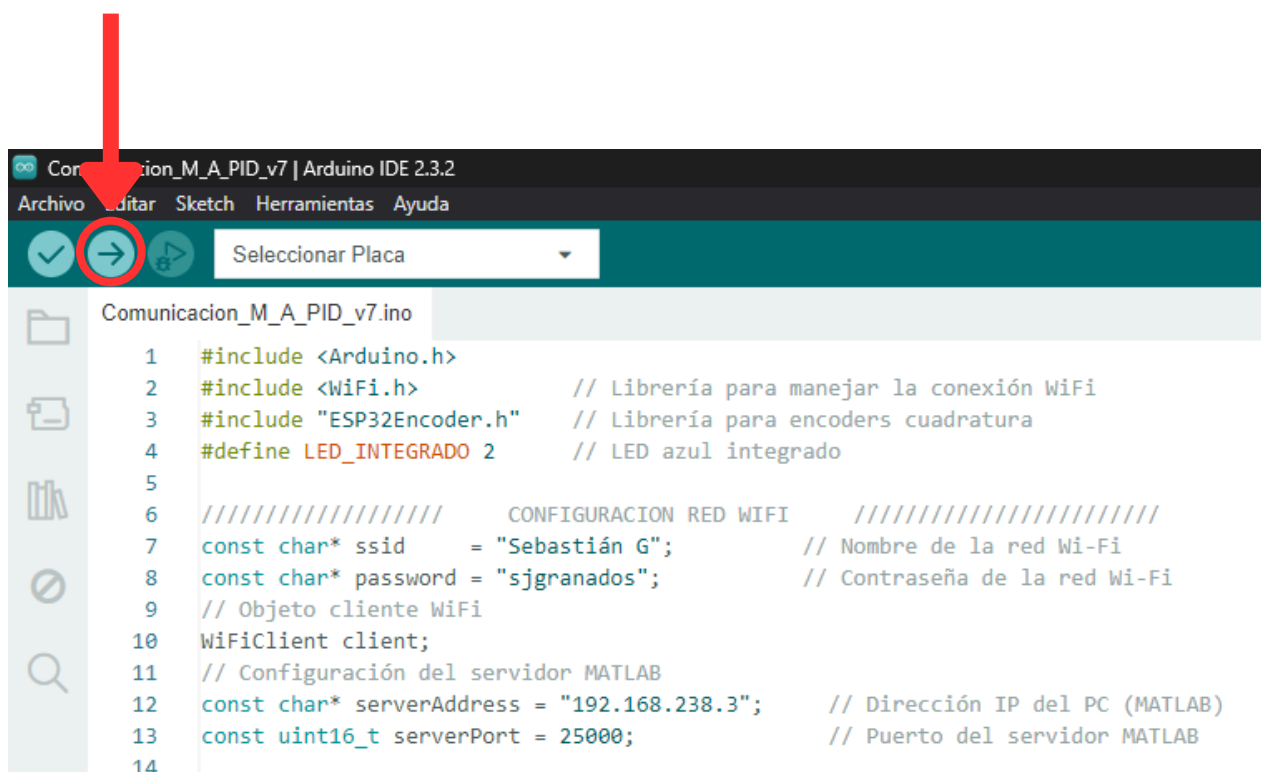 Com cion_M_A_PID_v7 | Arduino IDE 2.3.2
Archivo Editar Sketch Herramientas Ayuda
Seleccionar Placa
Comunicacion_M_A_PID_v7.ino
1 #include <Arduino.h>
2 #include <WiFi.h> // Librería para manejar la conexión WiFi
3 #include "ESP32Encoder.h" // Librería para encoders cuadratura
4 #define LED_INTEGRADO 2 // LED azul integrado
5
6 /////////////////// CONFIGURACION RED WIFI ////////////////////////
7 const char* ssid = "Sebastián G"; // Nombre de la red Wi-Fi
8 const char* password = "sjgranados"; // Contraseña de la red Wi-Fi
9 // Objeto cliente WiFi
10 WiFiClient client;
11 // Configuración del servidor MATLAB
12 const char* serverAddress = "192.168.238.3"; // Dirección IP del PC (MATLAB)
13 const uint16_t serverPort = 25000; // Puerto del servidor MATLAB
14